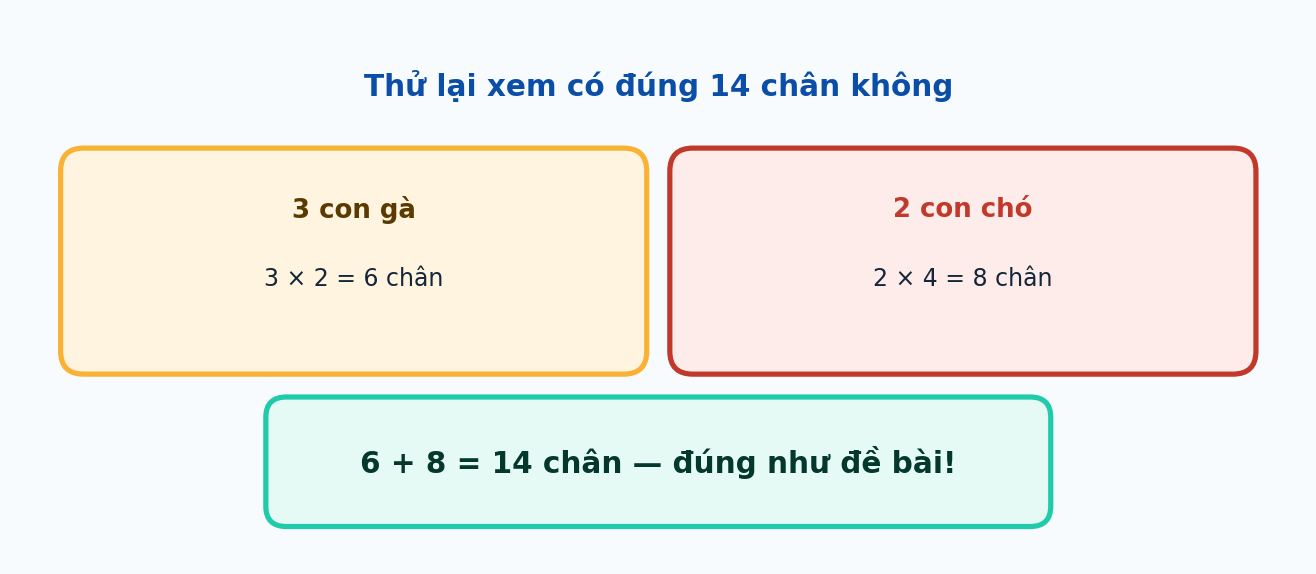 Thử lại xem có đúng 14 chân không
3 con gà
3 × 2 = 6 chân
2 con chó
2 × 4 = 8 chân
6 + 8 = 14 chân — đúng như đề bài!